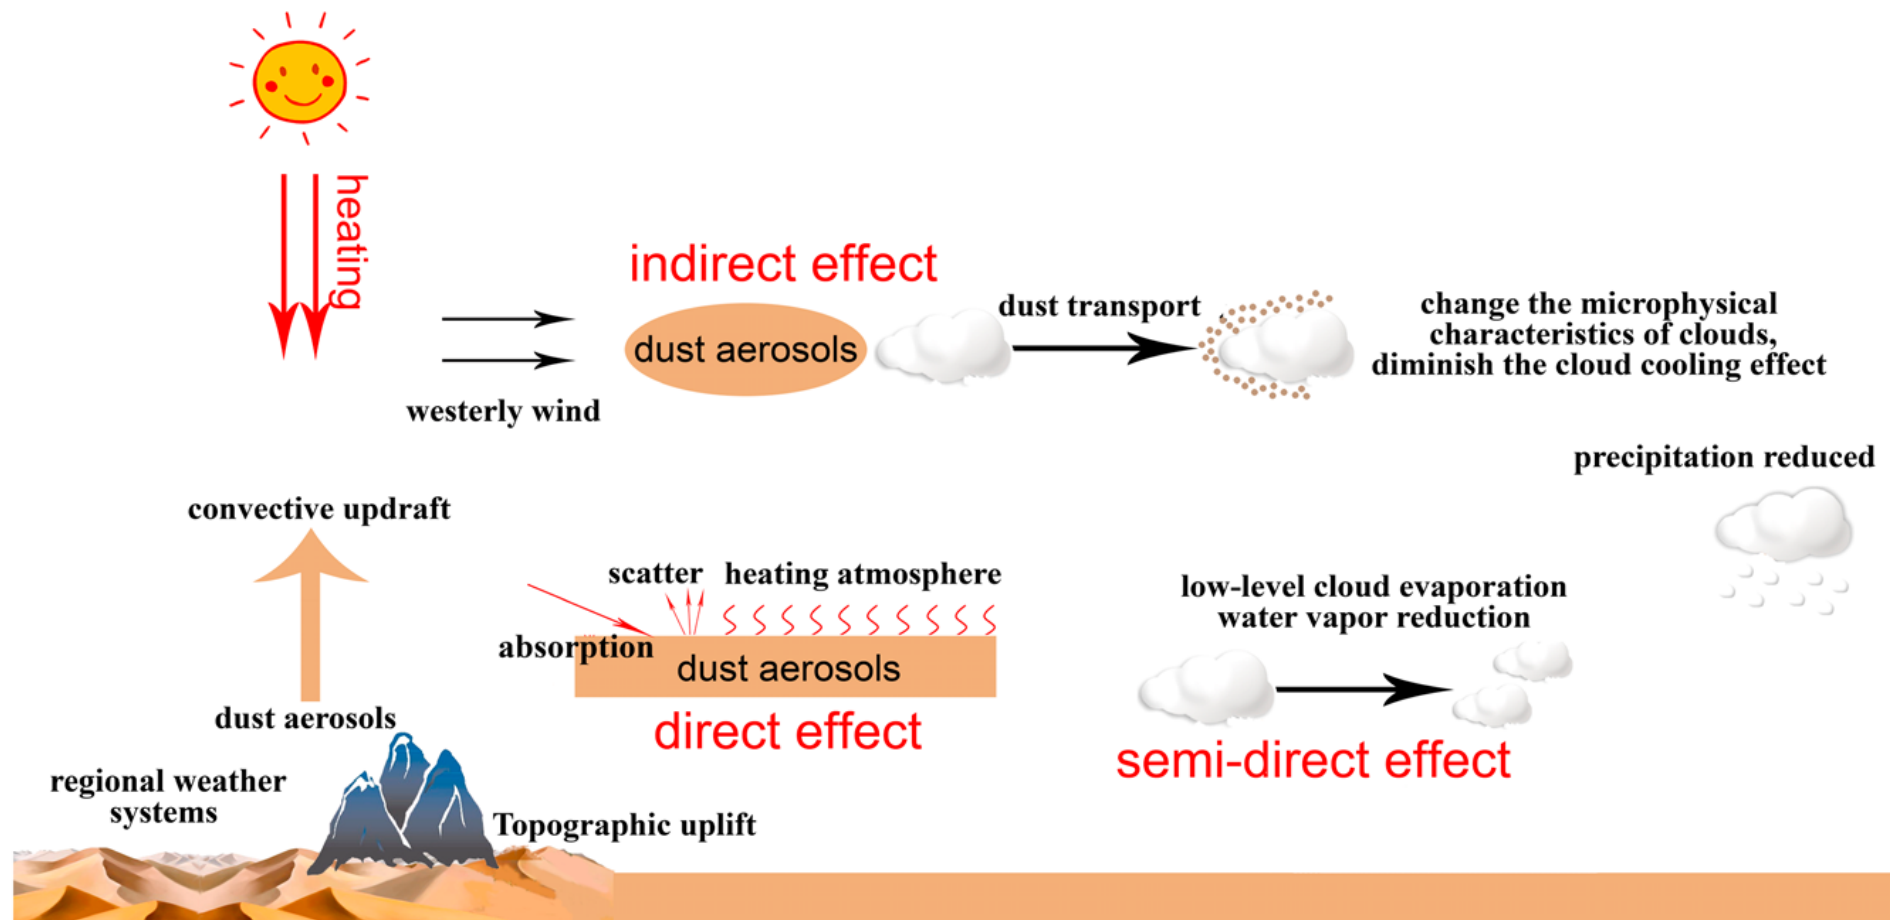 heating
indirect effect
dust aerosols
dust transport
change the microphysical
characteristics of clouds,
diminish the cloud cooling effect
westerly wind
precipitation reduced
convective updraft
scatter
heating atmosphere
absorption
dust aerosols
direct effect
low-level cloud evaporation
water vapor reduction
semi-direct effect
dust aerosols
regional weather
systems
Topographic uplift